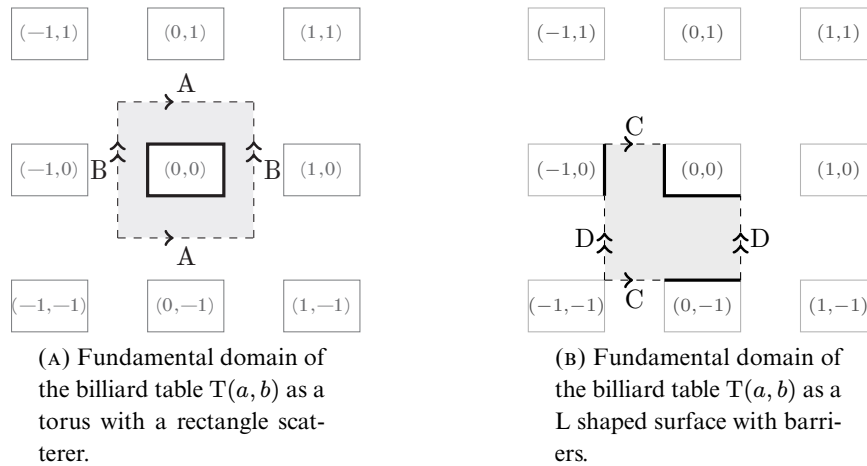 (−1,1) (0,1) (1,1)
A
B (−1,0) (0,0) B (1,0)
A
(−1,−1) (0,−1) (1,−1)
(A) Fundamental domain of
the billiard table T(a, b) as a
torus with a rectangle scat-
terer.
(−1,1) (0,1) (1,1)
C
(−1,0) (0,0) (1,0)
D D
C
(−1,−1) (0,−1) (1,−1)
(B) Fundamental domain of
the billiard table T(a, b) as a
L shaped surface with barri-
ers.